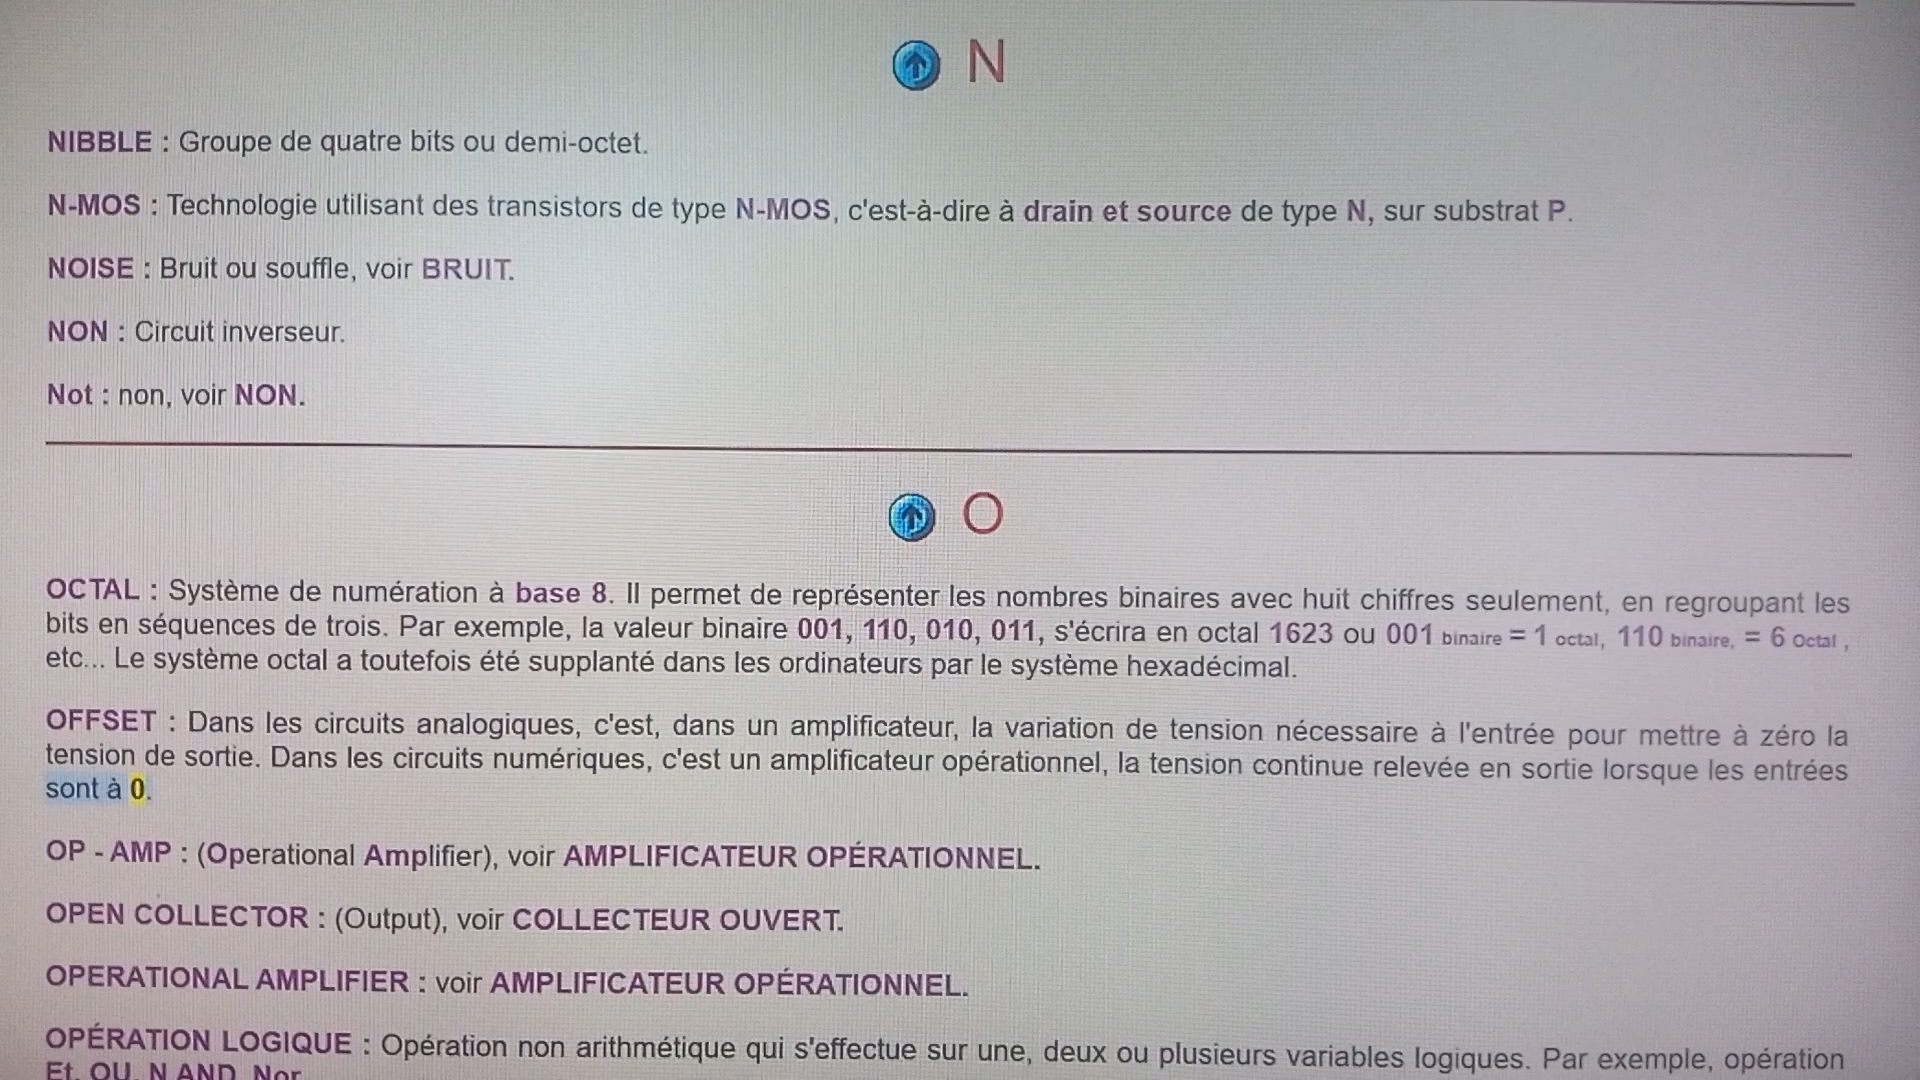 N
NIBBLE : Groupe de quatre bits ou demi-octet.
N-MOS : Technologie utilisant des transistors de type N-MOS, c'est-à-dire à drain et source de type N, sur substrat P.
NOISE : Bruit ou souffle, voir BRUIT.
NON : Circuit inverseur.
Not : non, voir NON.
O
OCTAL : Système de numération à base 8. Il permet de représenter les nombres binaires avec huit chiffres seulement, en regroupant les
bits en séquences de trois. Par exemple, la valeur binaire 001, 110, 010, 011, s'écrira en octal 1623 ou 001 binaire = 1 octal, 110 binaire, = 6 Octal ,
etc... Le système octal a toutefois été supplanté dans les ordinateurs par le système hexadécimal.
OFFSET : Dans les circuits analogiques, c'est, dans un amplificateur, la variation de tension nécessaire à l'entrée pour mettre à zéro la
tension de sortie. Dans les circuits numériques, c'est un amplificateur opérationnel, la tension continue relevée en sortie lorsque les entrées
sont à 0.
OP - AMP : (Operational Amplifier), voir AMPLIFICATEUR OPÉRATIONNEL.
OPEN COLLECTOR : (Output), voir COLLECTEUR OUVERT.
OPERATIONAL AMPLIFIER : voir AMPLIFICATEUR OPÉRATIONNEL.
OPÉRATION LOGIQUE : Opération non arithmétique qui s'effectue sur une, deux ou plusieurs variables logiques. Par exemple, opération
Et, OU, N AND, Nor